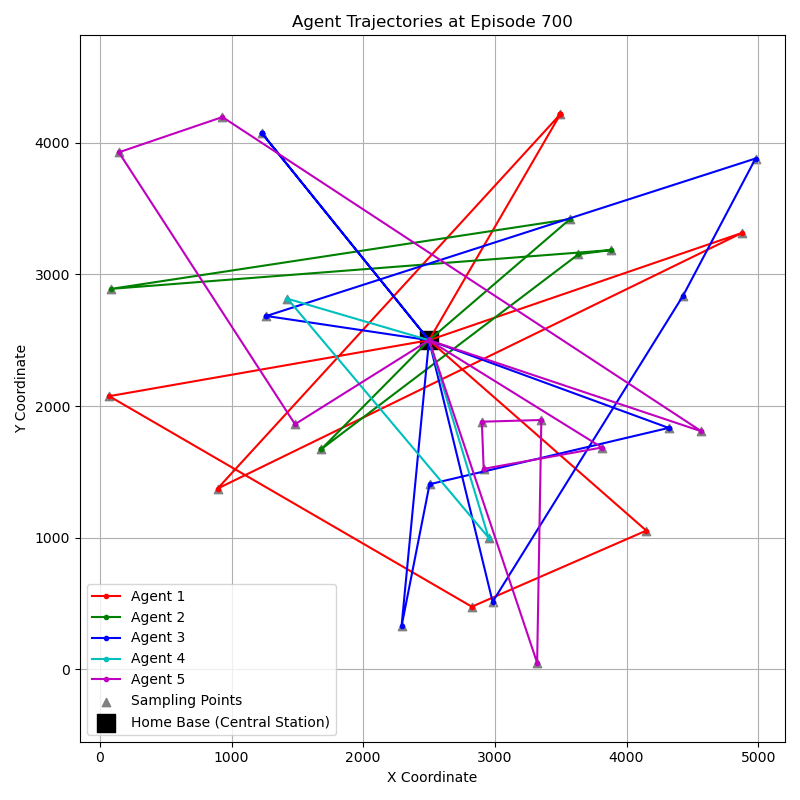 Agent Trajectories at Episode 700
Y Coordinate
4000
3000
2000
1000
0
Agent 1
Agent 2
Agent 3
Agent 4
Agent 5
Sampling Points
Home Base (Central Station)
0 1000 2000 3000 4000 5000
X Coordinate